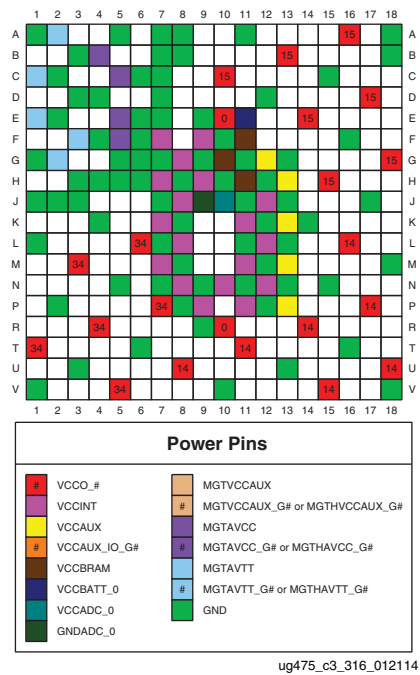 1 2 3 4 5 6 7 8 9 10 11 12 13 14 15 16 17 18
A 15 A
B 15 B
C 15 C
D 17 D
E 0 14 E
F F
G 15 G
H 15 H
J J
K K
L 34 14 L
M 34 M
N N
P 34 14 P
R 34 0 14 R
T 34 14 T
U 14 14 U
V 34 14 V
1 2 3 4 5 6 7 8 9 10 11 12 13 14 15 16 17 18
Power Pins
# VCCO_#
VCCINT
VCCAUX
# VCCAUX_IO_G#
VCCBRAM
VCCBATT_0
VCCADC_0
GNDADC_0
MGTVCCAUX
# MGTVCCAUX_G# or MGTHVCCAUX_G#
MGTAVCC
# MGTAVCC_G# or MGTHAVCC_G#
MGTAVTT
# MGTAVTT_G# or MGTHAVTT_G#
GND
ug475_c3_316_012114